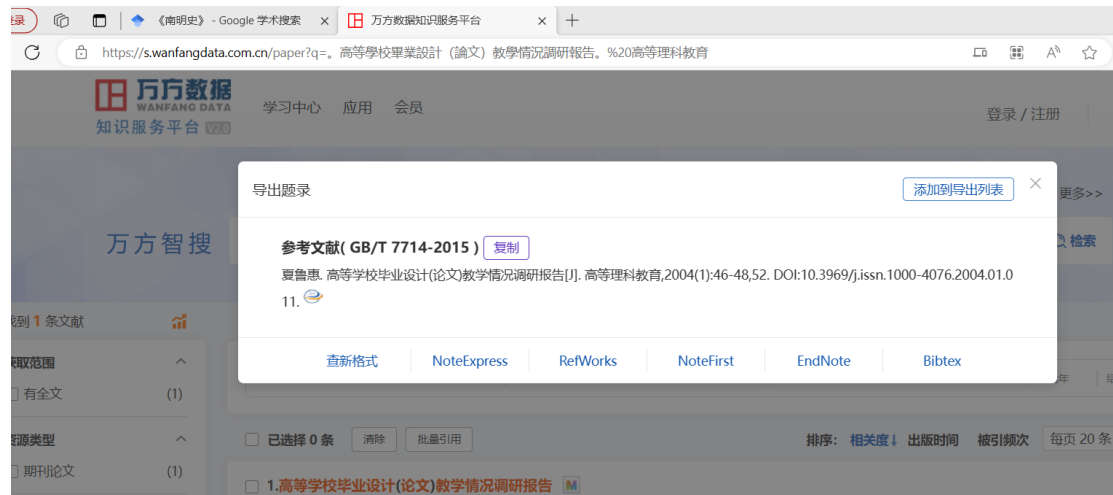 《南明史》 - Google 学术搜索
万方数据知识服务平台
https://s.wanfangdata.com.cn/paper?q=。高等學校畢業設計（論文）教學情況調研報告。%20高等理科教育
万方数据
WANFANG DATA
知识服务平台 V2.0
学习中心 应用 会员
登录 / 注册
导出题录
添加到导出列表
更多>>
万方智搜
检索
参考文献( GB/T 7714-2015 ) 复制
夏鲁惠. 高等学校毕业设计(论文)教学情况调研报告[J]. 高等理科教育,2004(1):46-48,52. DOI:10.3969/j.issn.1000-4076.2004.01.0
11.
查新格式 NoteExpress RefWorks NoteFirst EndNote Bibtex
找到 1 条文献
获取范围
有全文 (1)
资源类型
期刊论文 (1)
已选择 0 条 清除 批量引用
排序： 相关度↓ 出版时间 被引频次 每页 20 条
1.高等学校毕业设计(论文)教学情况调研报告 M